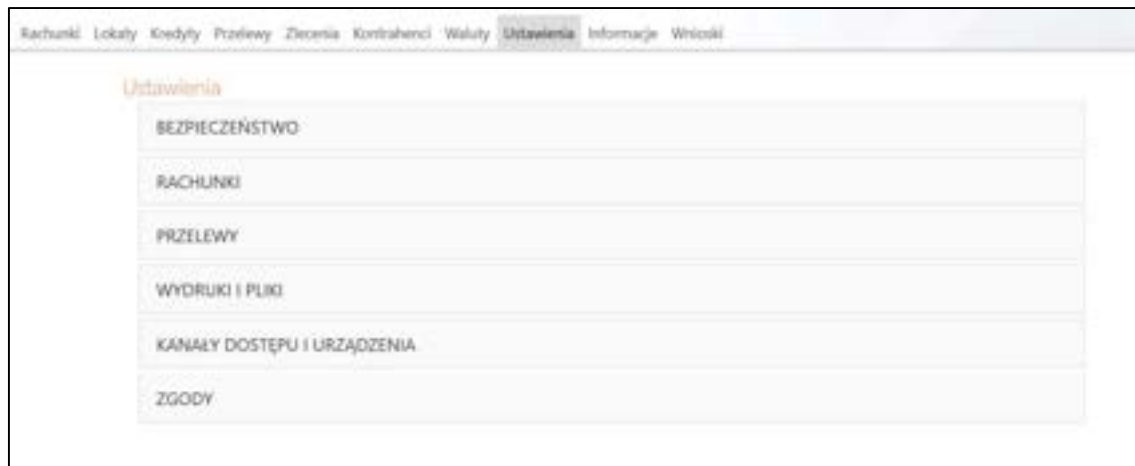 Rachunki Lokaty Kredyty Przelewy Zlecenia Kontrahenci Waluty Ustawienia Informacje Wnioski
Ustawienia
BEZPIECZEŃSTWO
RACHUNKI
PRZELEWY
WYDRUKI I PLIKI
KANAŁY DOSTĘPU I URZĄDZENIA
ZGODY